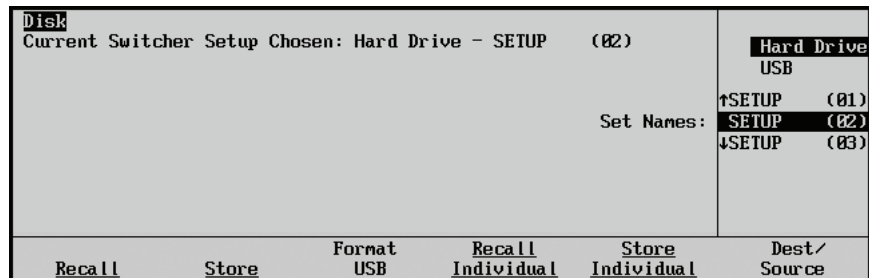 Disk
Current Switcher Setup Chosen: Hard Drive - SETUP (02)
Hard Drive
USB
↑SETUP (01)
Set Names: SETUP (02)
↓SETUP (03)
Recall
Store
Format USB
Recall Individual
Store Individual
Dest/ Source